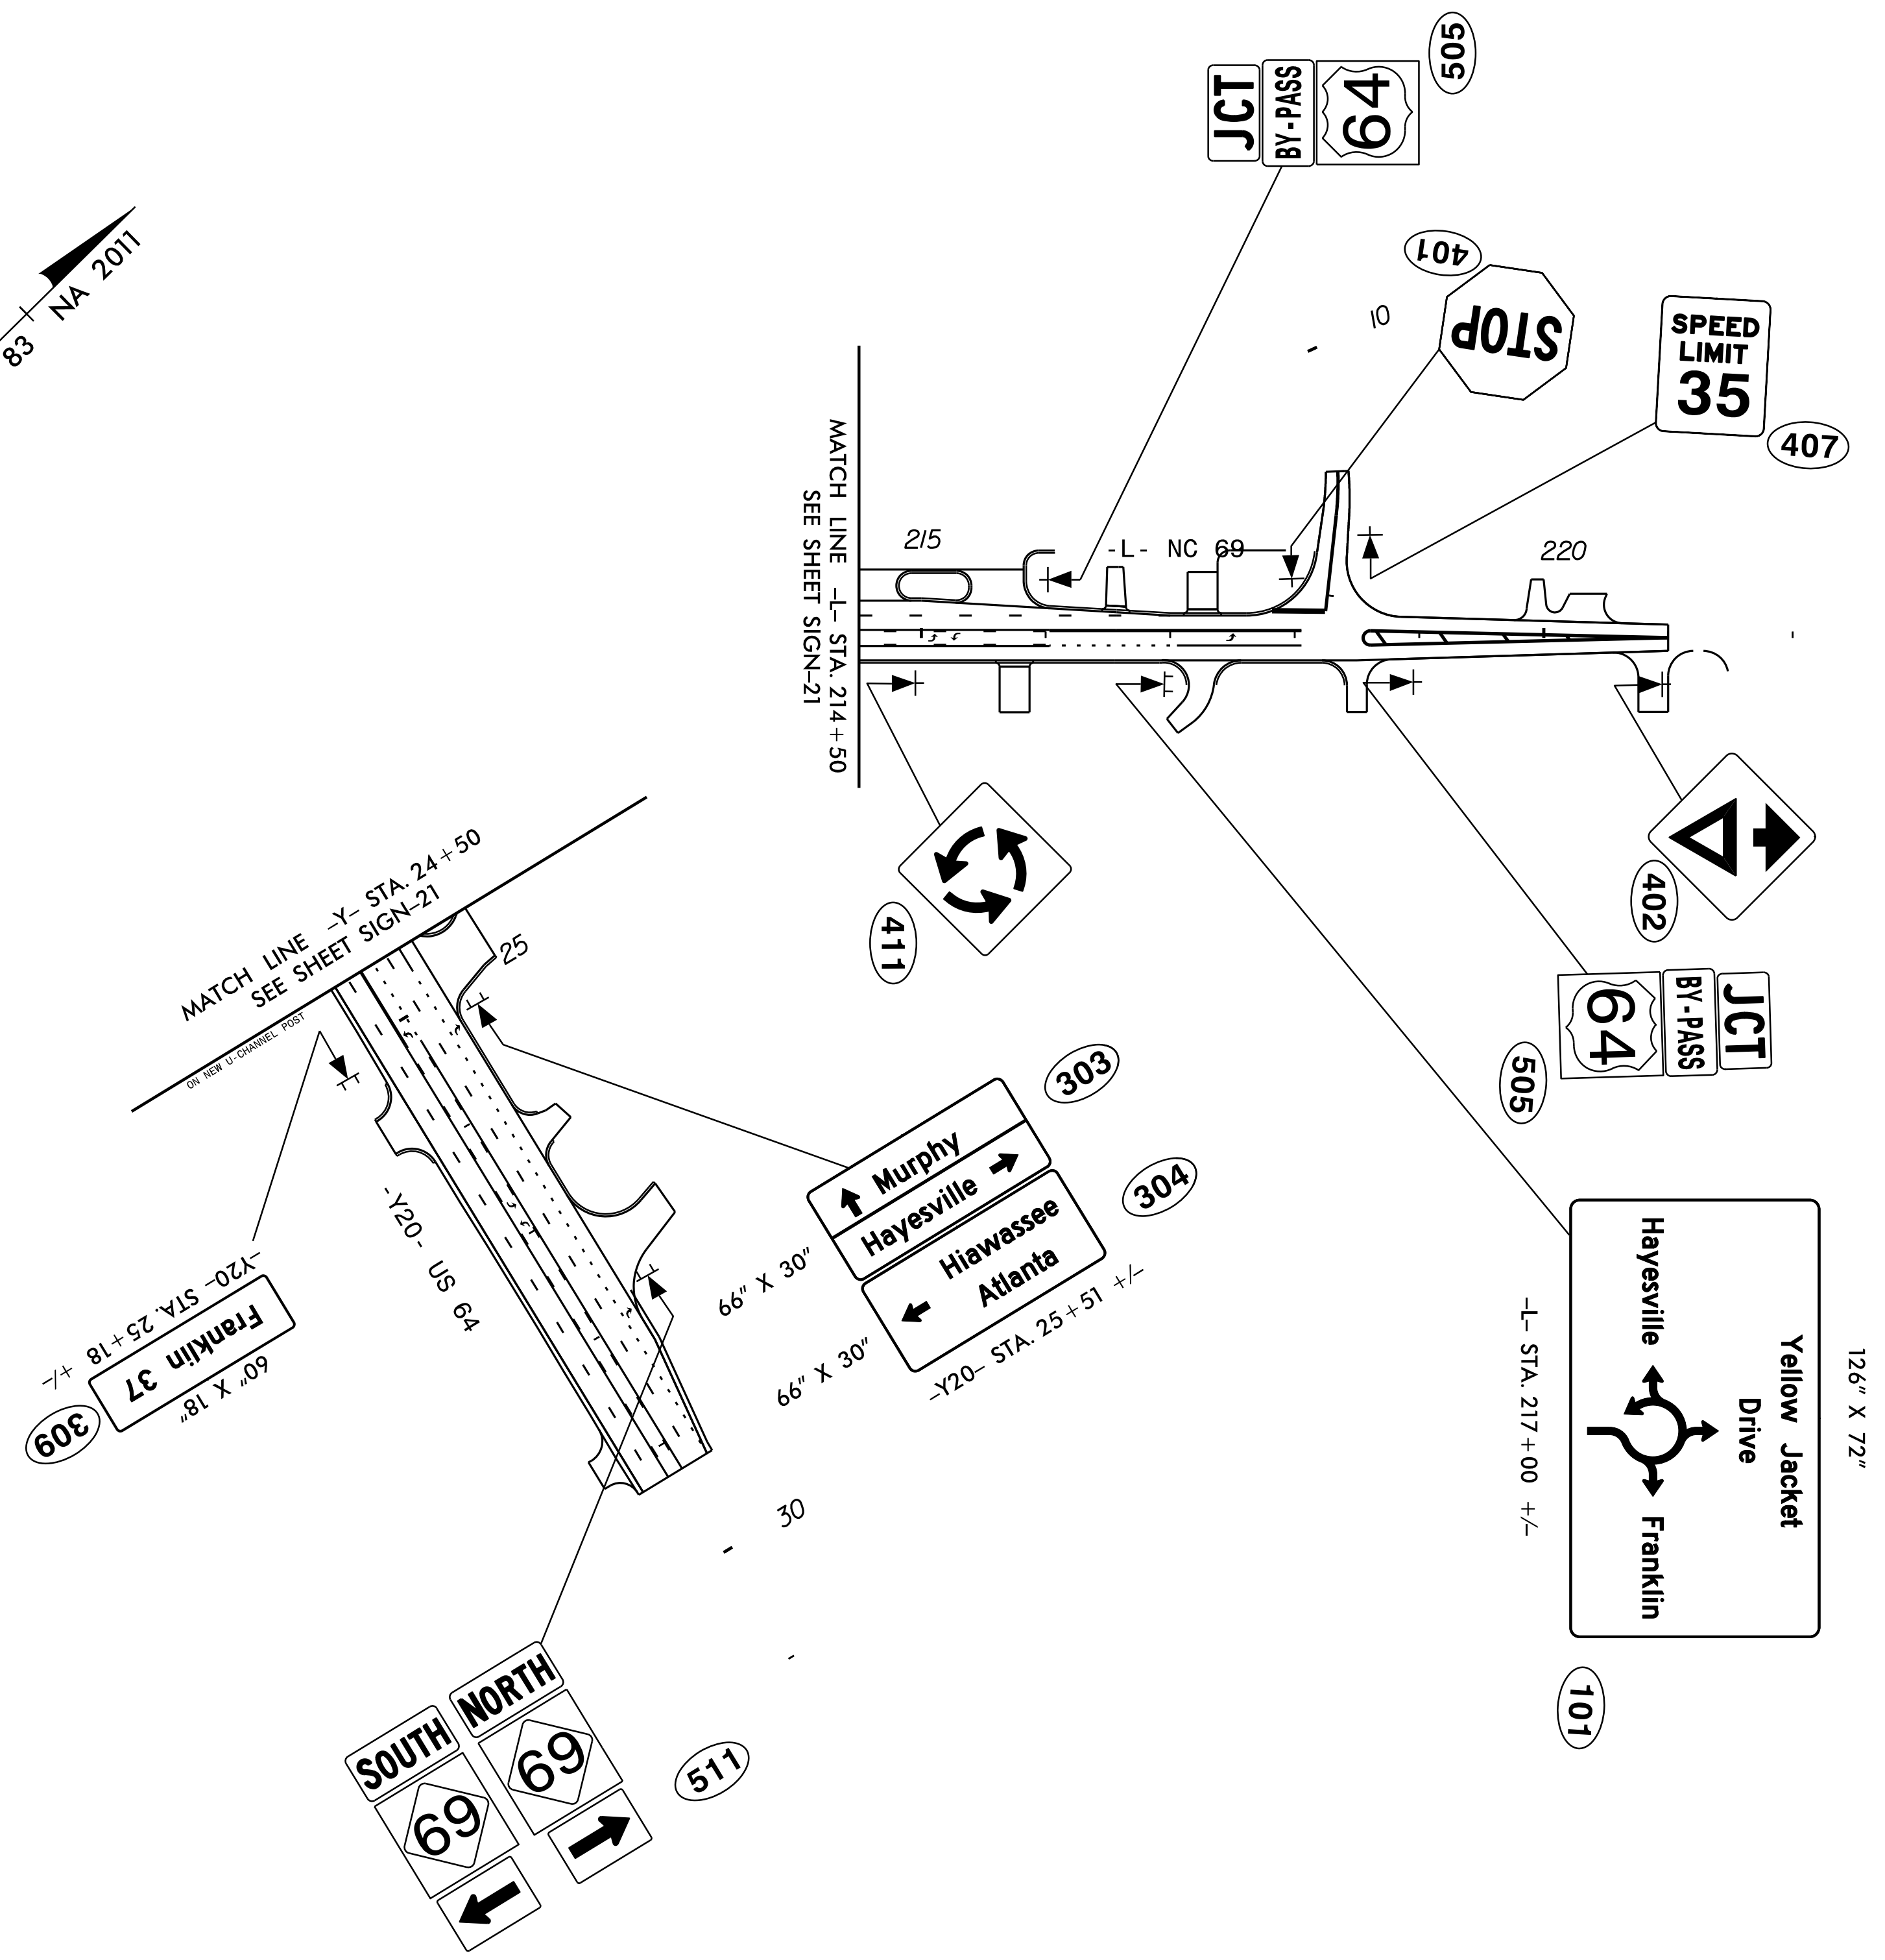 505
JCT
BY-PASS
64
401
STOP
SPEED
LIMIT
35
407
10
83
NA 2011
MATCH LINE -L- STA. 214+50
SEE SHEET SIGN-21
215
-L- NC 69
220
411
402
JCT
BY-PASS
64
505
MATCH LINE -Y- STA. 24+50
SEE SHEET SIGN-21
ON NEW U-CHANNEL POST
25
-Y20- US 64
303
Murphy
Hayesville
66" X 30"
304
Hiawassee
Atlanta
66" X 30"
-Y20- STA. 25+51 +/-
-Y20- STA. 25+18 +/-
Franklin 37
60" X 18"
309
30
126" X 72"
Yellow Jacket
Drive
Hayesville
Franklin
-L- STA. 217+00 +/-
101
NORTH
69
SOUTH
69
511